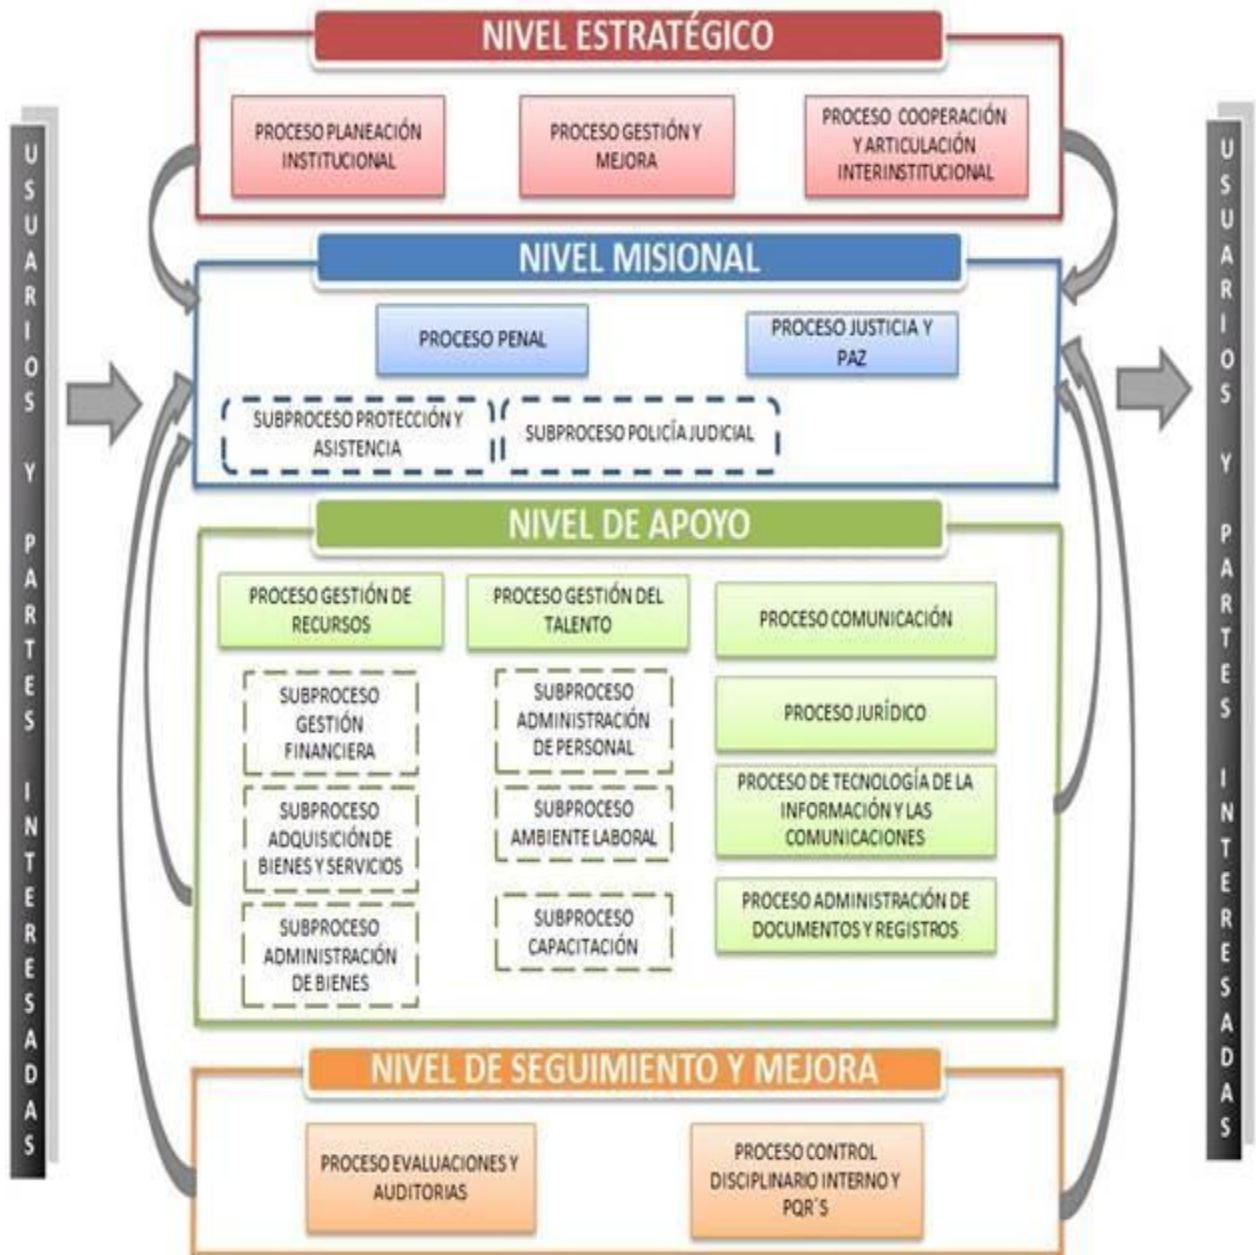 NIVEL ESTRATÉGICO
PROCESO PLANEACIÓN
INSTITUCIONAL
PROCESO GESTIÓN Y
MEJORA
PROCESO COOPERACIÓN
Y ARTICULACIÓN
INTERINSTITUCIONAL
USUARIOS Y PARTES INTERESADAS
NIVEL MISIONAL
PROCESO PENAL
PROCESO JUSTICIA Y
PAZ
SUBPROCESO PROTECCIÓN Y
ASISTENCIA
SUBPROCESO POLICÍA JUDICIAL
NIVEL DE APOYO
PROCESO GESTIÓN DE
RECURSOS
SUBPROCESO
GESTIÓN
FINANCIERA
SUBPROCESO
ADQUISICIÓN DE
BIENES Y SERVICIOS
SUBPROCESO
ADMINISTRACIÓN
DE BIENES
PROCESO GESTIÓN DEL
TALENTO
SUBPROCESO
ADMINISTRACIÓN
DE PERSONAL
SUBPROCESO
AMBIENTE LABORAL
SUBPROCESO
CAPACITACIÓN
PROCESO COMUNICACIÓN
PROCESO JURÍDICO
PROCESO DE TECNOLOGÍA DE LA
INFORMACIÓN Y LAS
COMUNICACIONES
PROCESO ADMINISTRACIÓN DE
DOCUMENTOS Y REGISTROS
NIVEL DE SEGUIMIENTO Y MEJORA
PROCESO EVALUACIONES Y
AUDITORIAS
PROCESO CONTROL
DISCIPLINARIO INTERNO Y
PQR´S
USUARIOS Y PARTES INTERESADAS